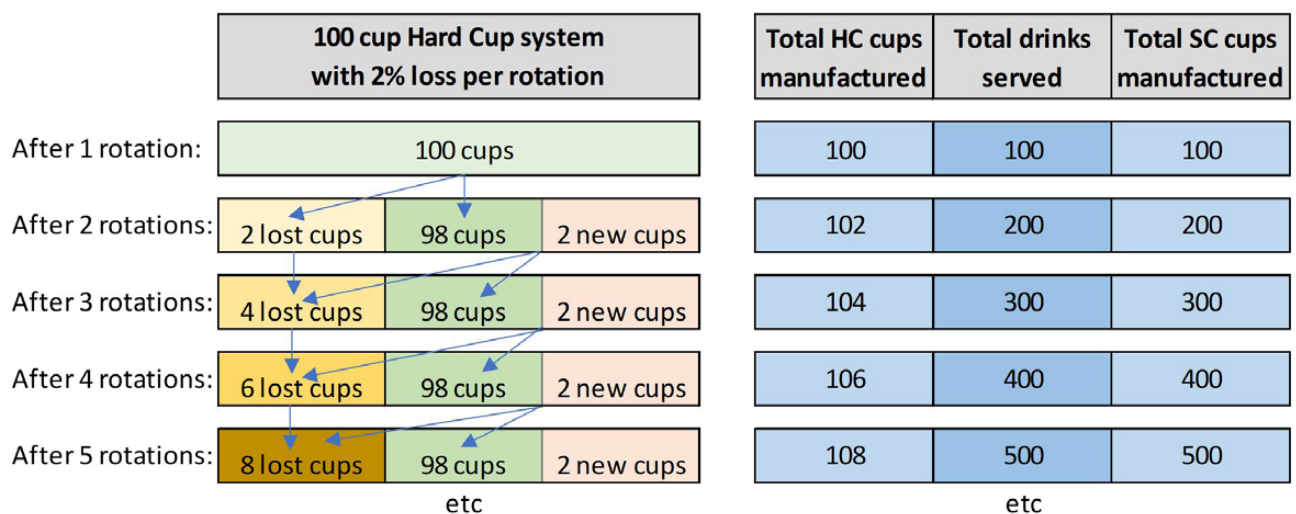 100 cup Hard Cup system
with 2% loss per rotation
Total HC cups
manufactured
Total drinks
served
Total SC cups
manufactured
After 1 rotation: 100 cups 100 100 100
After 2 rotations: 2 lost cups 98 cups 2 new cups 102 200 200
After 3 rotations: 4 lost cups 98 cups 2 new cups 104 300 300
After 4 rotations: 6 lost cups 98 cups 2 new cups 106 400 400
After 5 rotations: 8 lost cups 98 cups 2 new cups 108 500 500
etc etc